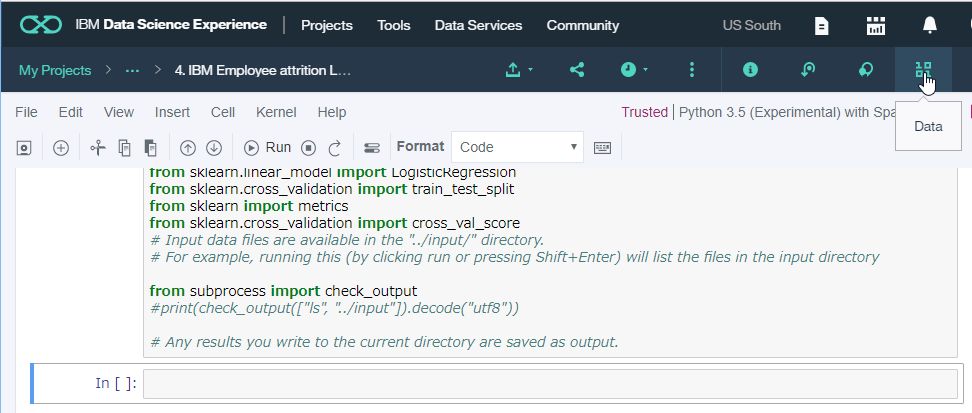 IBM Data Science Experience Projects Tools Data Services Community US South
My Projects > ... > 4. IBM Employee attrition L...
File Edit View Insert Cell Kernel Help Trusted | Python 3.5 (Experimental) with Spa
Data
Run Format Code
from sklearn.linear_model import LogisticRegression
from sklearn.cross_validation import train_test_split
from sklearn import metrics
from sklearn.cross_validation import cross_val_score
# Input data files are available in the "../input/" directory.
# For example, running this (by clicking run or pressing Shift+Enter) will list the files in the input directory
from subprocess import check_output
#print(check_output(["ls", "../input"]).decode("utf8"))
# Any results you write to the current directory are saved as output.
In [ ]: